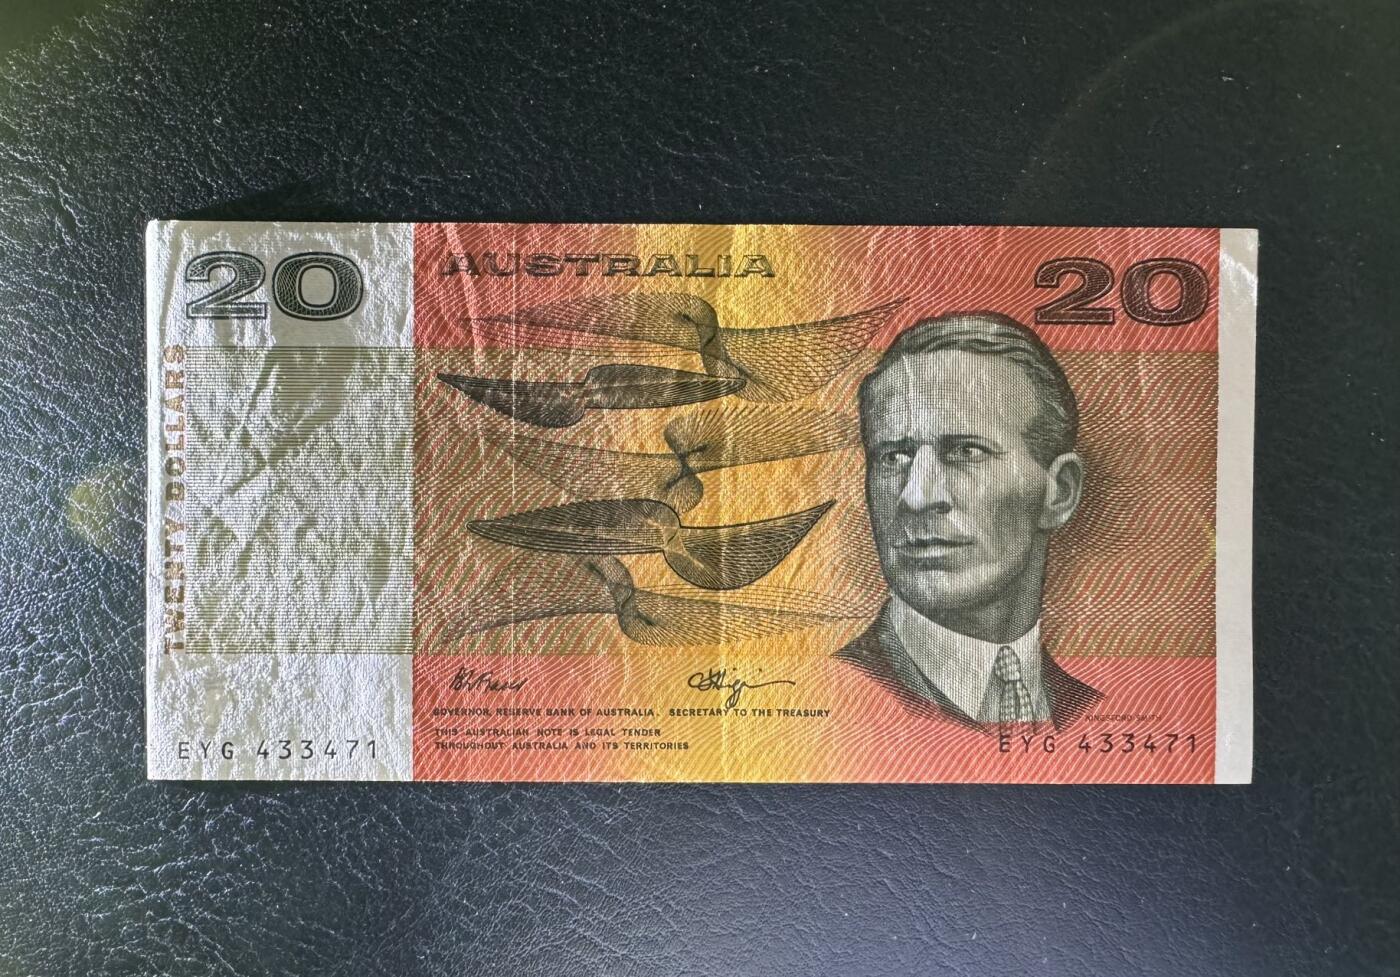 20
AUSTRALIA
20
TWENTY DOLLARS
GOVERNOR, RESERVE BANK OF AUSTRALIA. SECRETARY TO THE TREASURY
THIS AUSTRALIAN NOTE IS LEGAL TENDER
THROUGHOUT AUSTRALIA AND ITS TERRITORIES
KINGSFORD SMITH
EYG 433471
EYG 433471